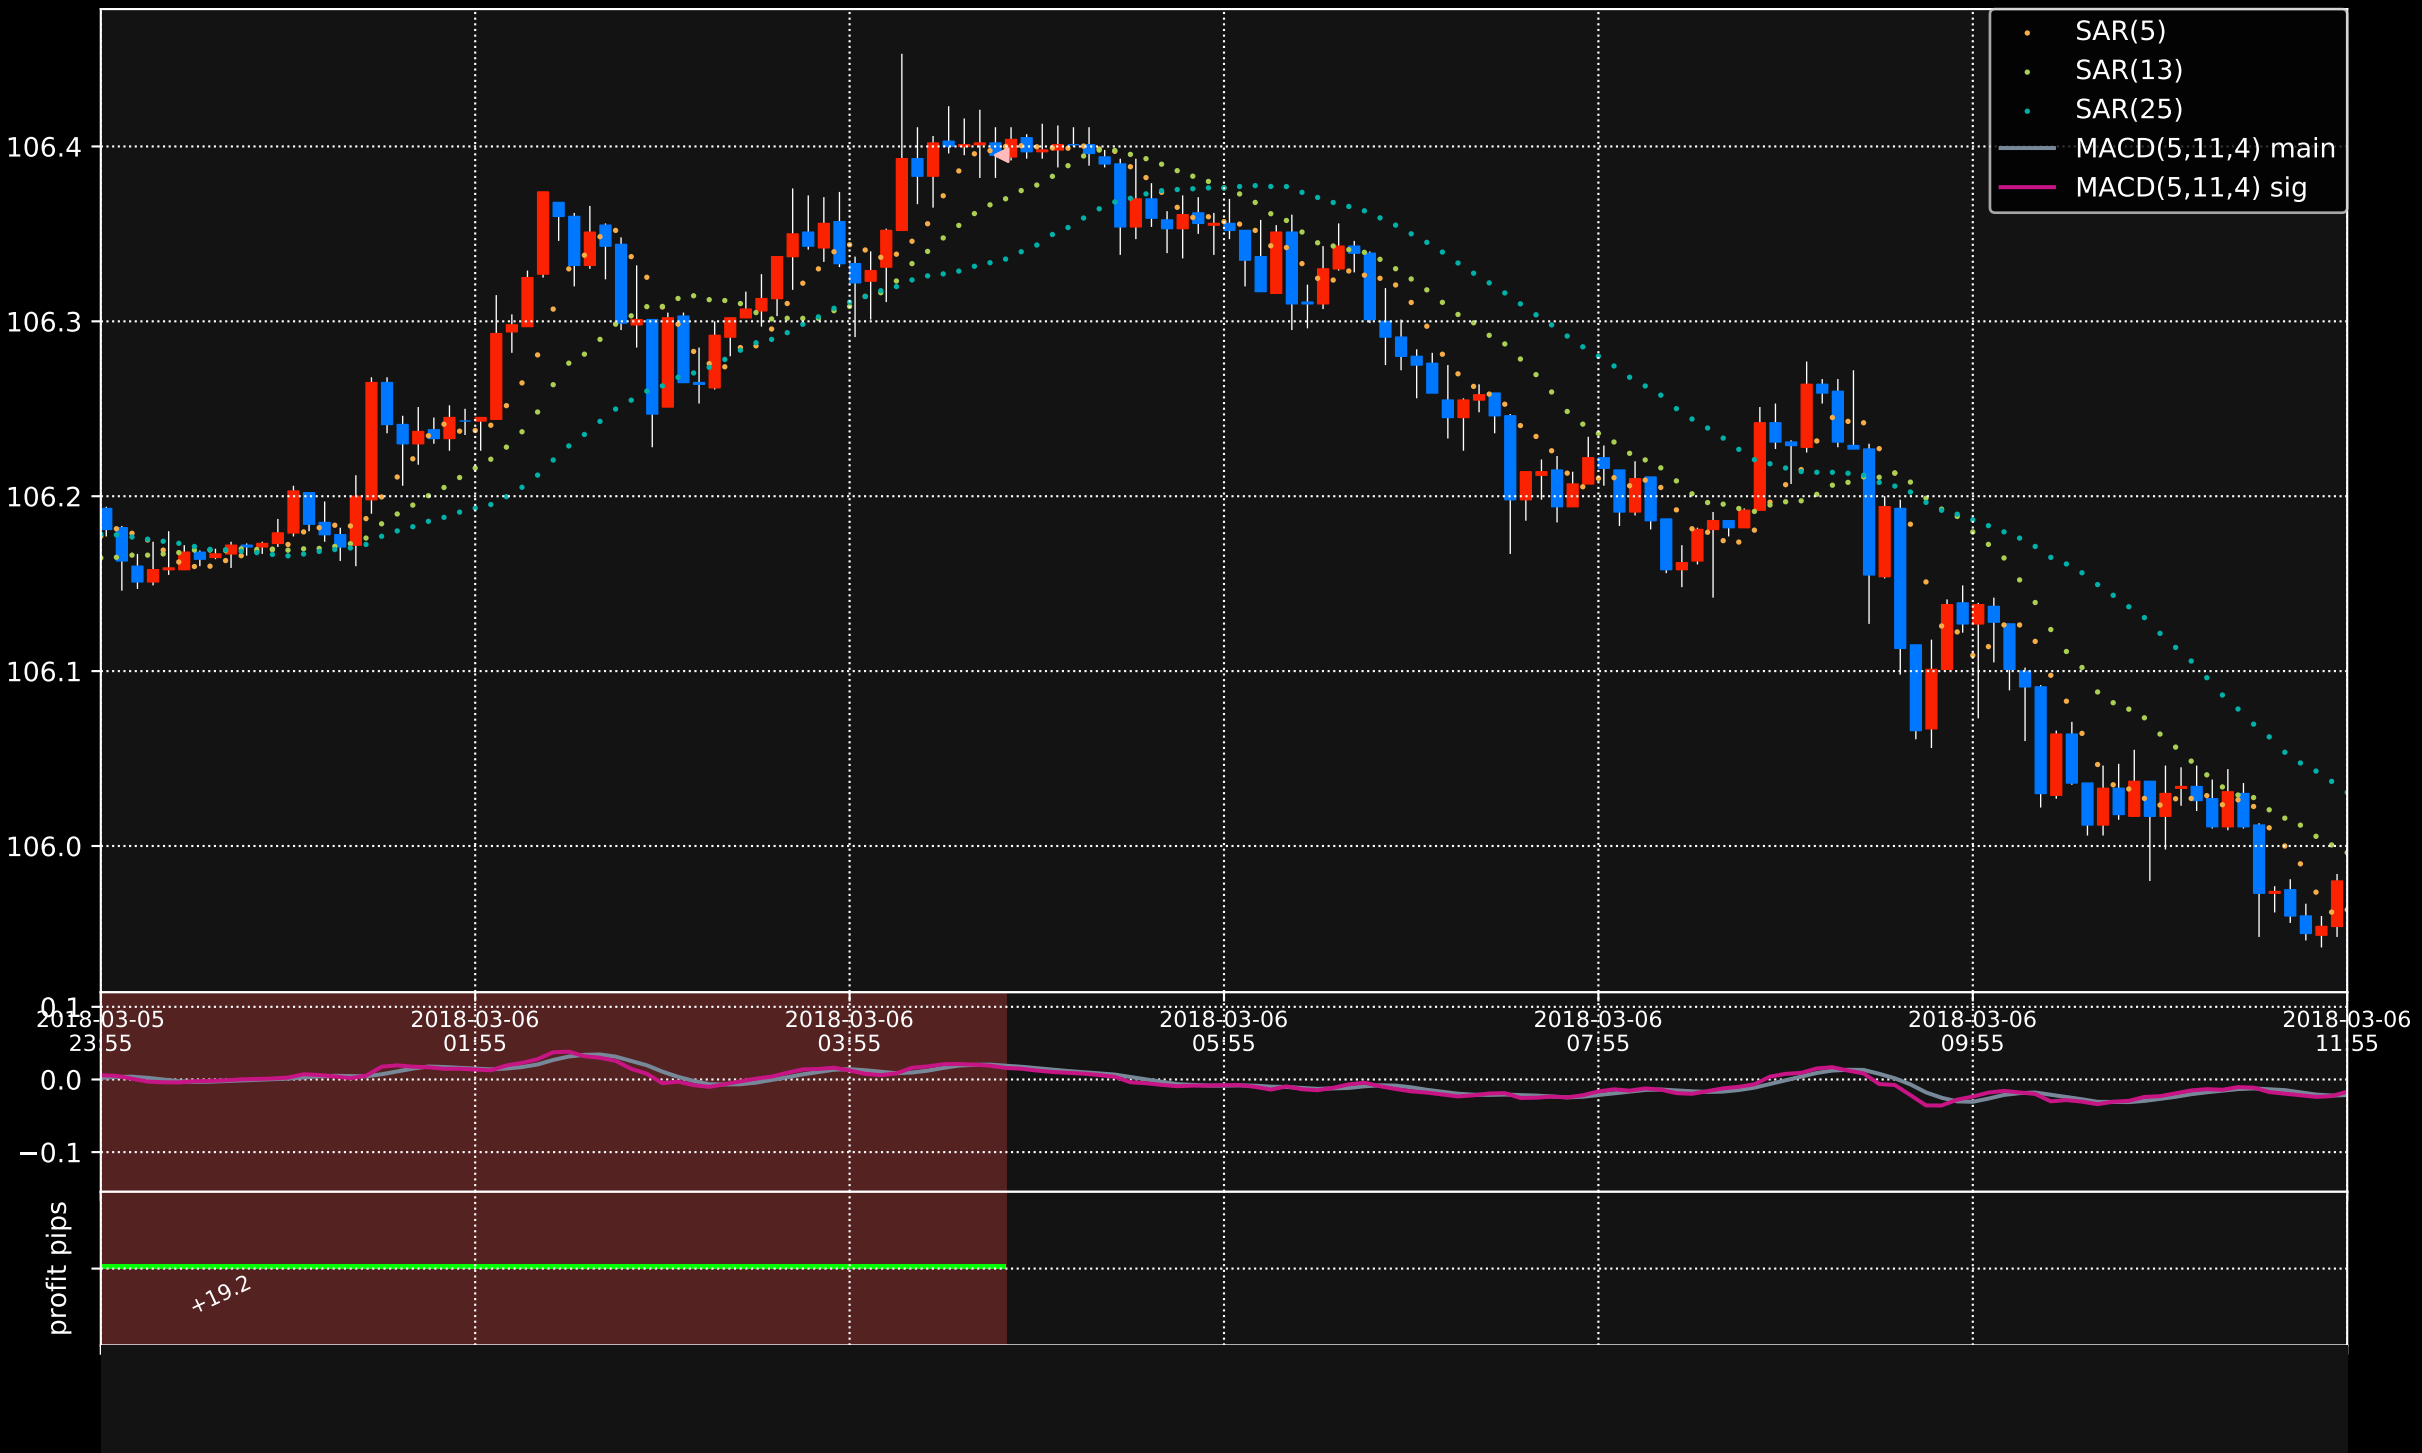 SAR(5)
SAR(13)
SAR(25)
MACD(5,11,4) main
MACD(5,11,4) sig
106.4
106.3
106.2
106.1
106.0
0.1
2018-03-05 2018-03-06 2018-03-06 2018-03-06 2018-03-06 2018-03-06 2018-03-06
23:55 01:55 03:55 05:55 07:55 09:55 11:55
0.0
−0.1
profit pips
+19.2